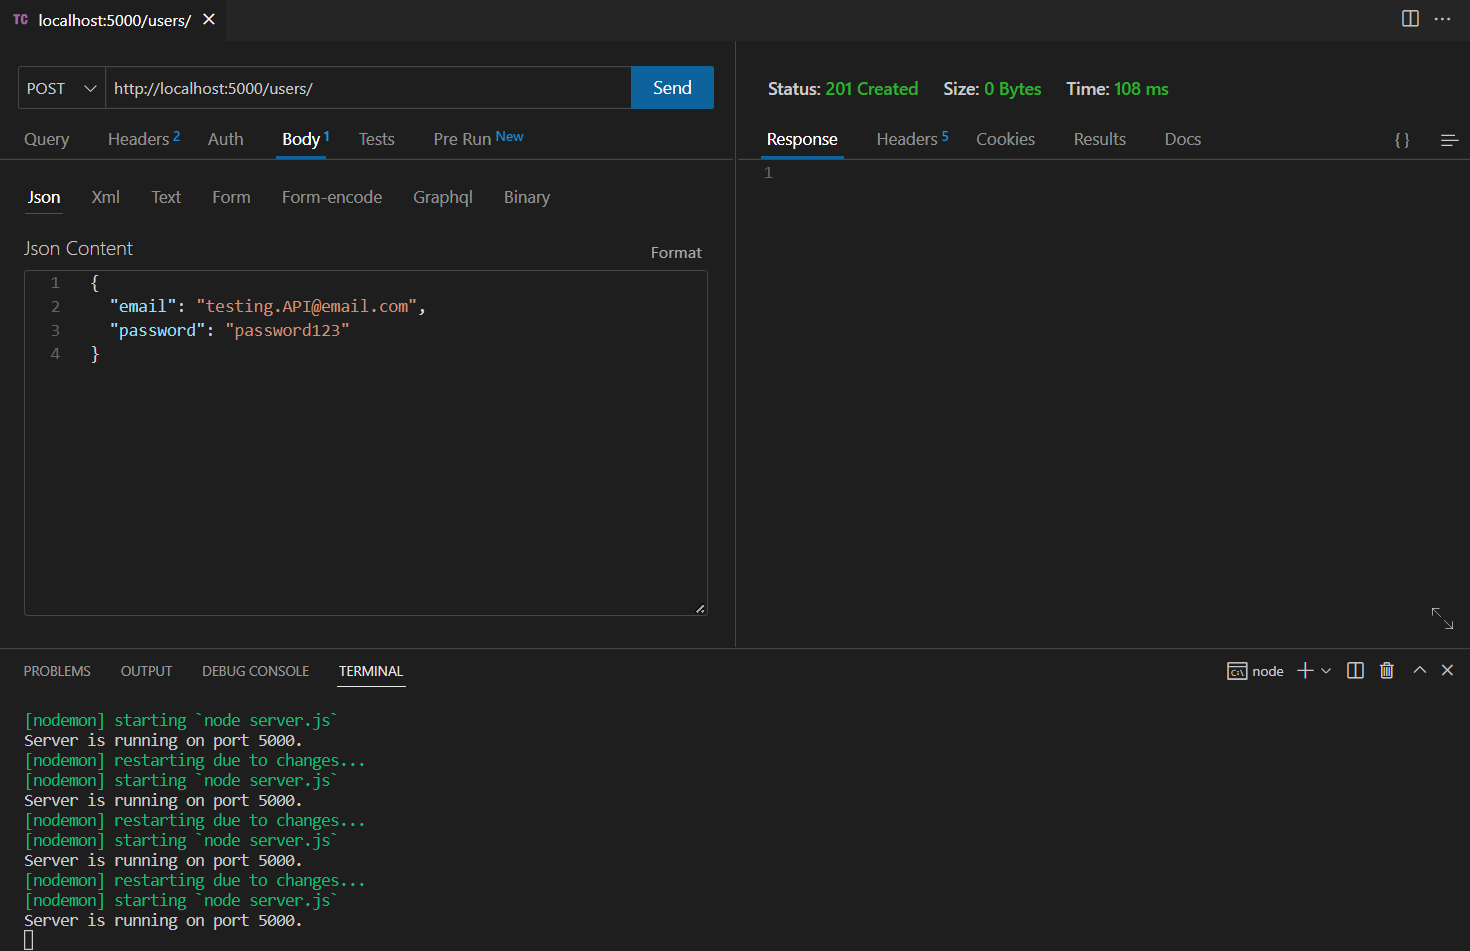 TC localhost:5000/users/
POST http://localhost:5000/users/ Send
Query Headers 2 Auth Body 1 Tests Pre Run New
Json Xml Text Form Form-encode Graphql Binary
Json Content
Format
1 {
2 "email": "testing.API@email.com",
3 "password": "password123"
4 }
Status: 201 Created Size: 0 Bytes Time: 108 ms
Response Headers 5 Cookies Results Docs { }
1
PROBLEMS OUTPUT DEBUG CONSOLE TERMINAL
node
[nodemon] starting `node server.js`
Server is running on port 5000.
[nodemon] restarting due to changes...
[nodemon] starting `node server.js`
Server is running on port 5000.
[nodemon] restarting due to changes...
[nodemon] starting `node server.js`
Server is running on port 5000.
[nodemon] restarting due to changes...
[nodemon] starting `node server.js`
Server is running on port 5000.